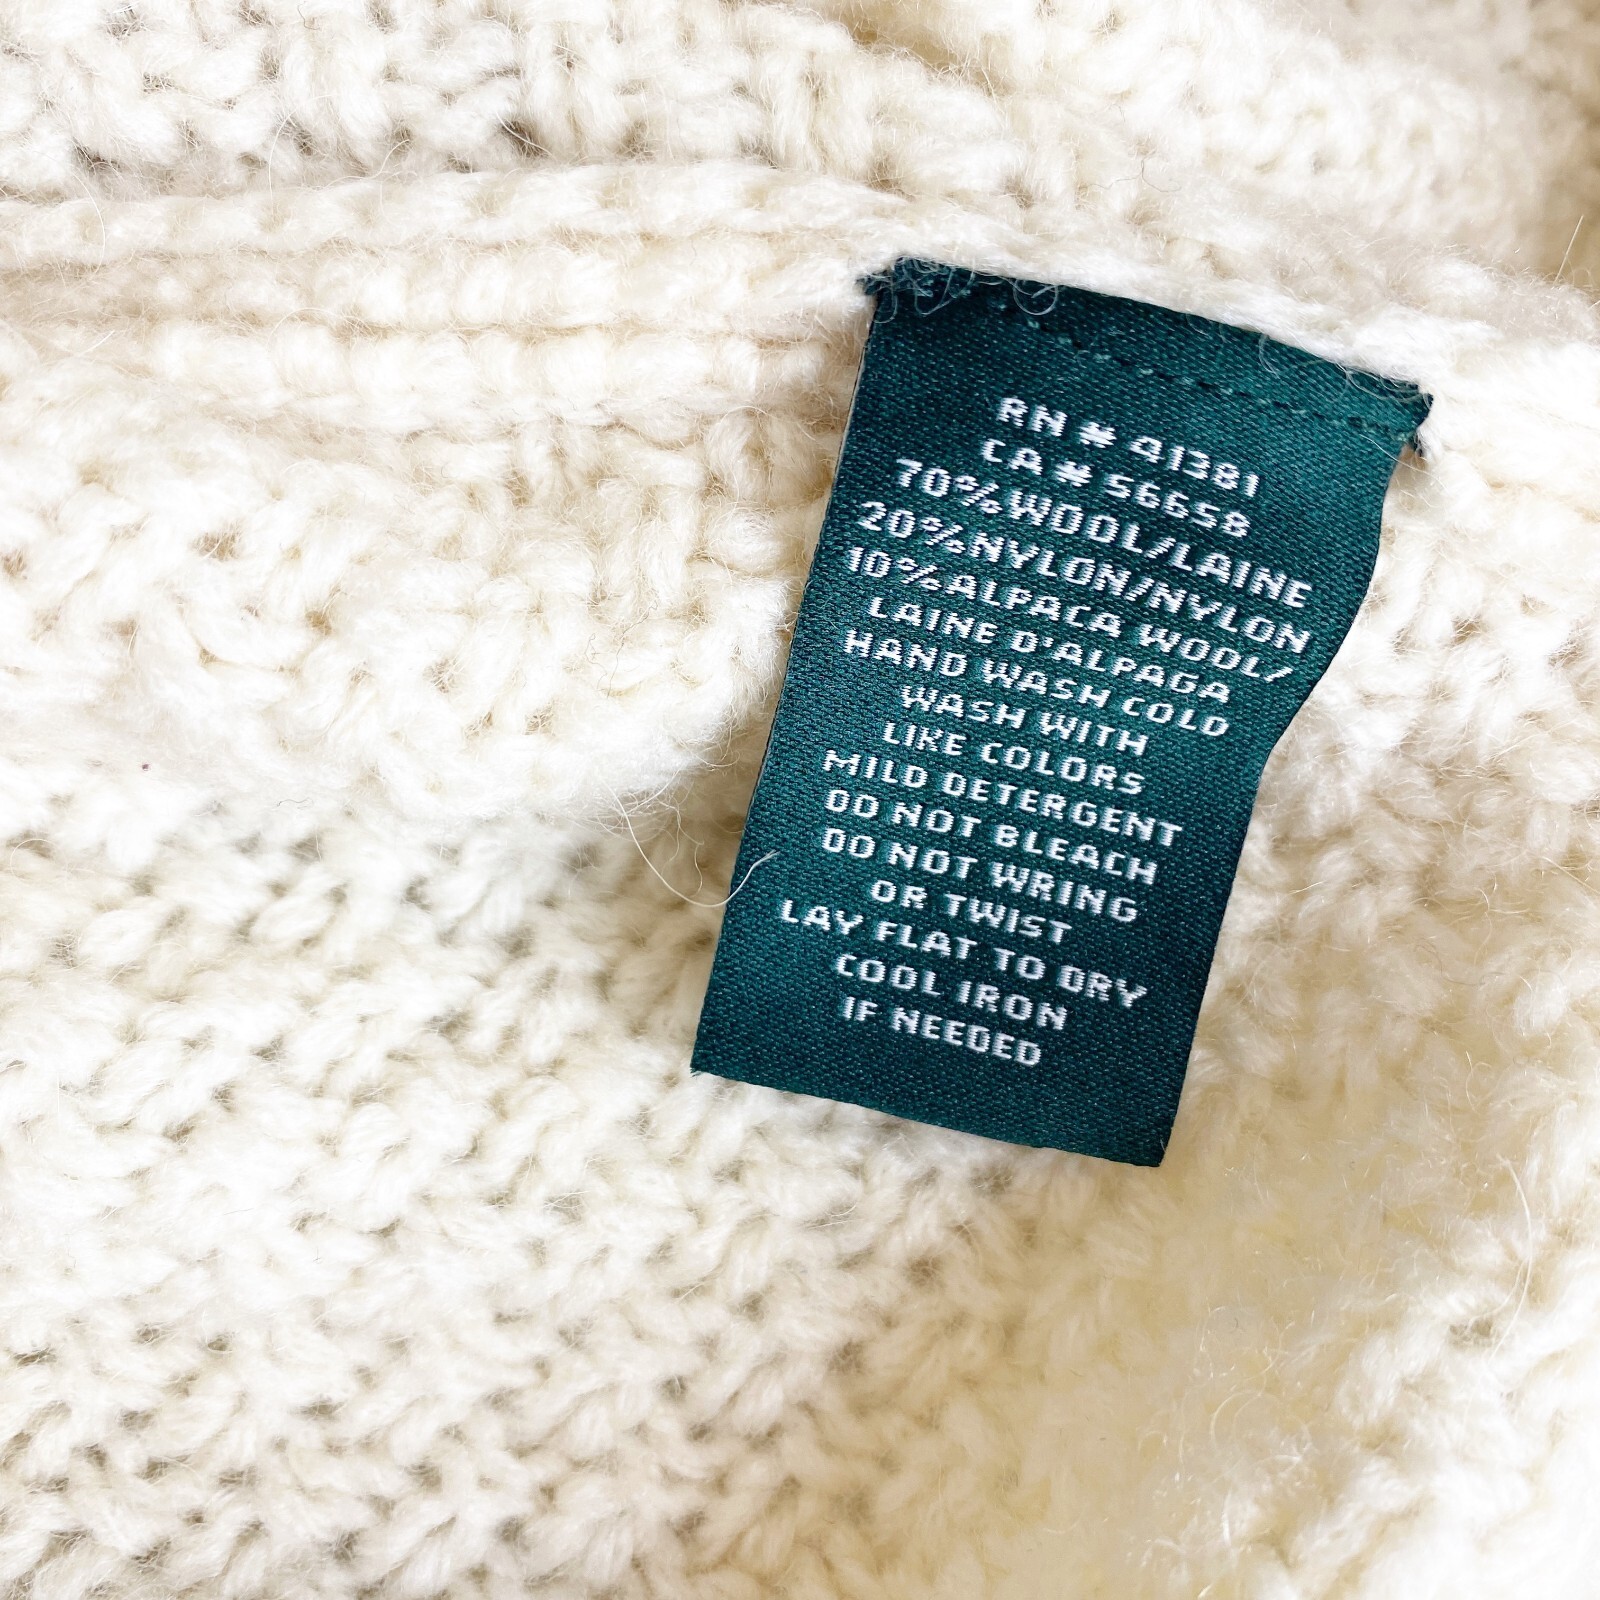 RN # 41381
CA # 56658
70%WOOL/LAINE
20%NYLON/NYLON
10%ALPACA WOOL/
LAINE D'ALPAGA
HAND WASH COLD
WASH WITH
LIKE COLORS
MILD DETERGENT
DO NOT BLEACH
DO NOT WRING
OR TWIST
LAY FLAT TO DRY
COOL IRON
IF NEEDED